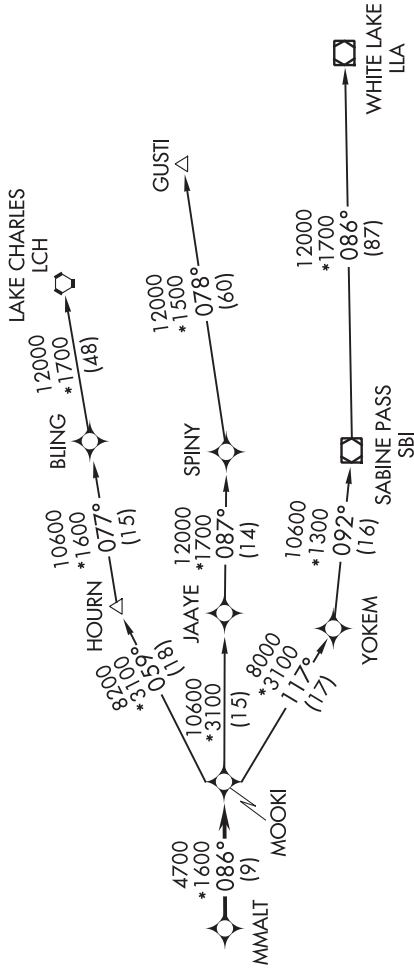 MMALT
4700
*1600
086°
(9)
MOOKI
8200
*3100
059°
(18)
HOURN
10600
*1600
077°
(15)
BLING
12000
*1700
(48)
LAKE CHARLES
LCH
10600
*3100
(15)
JAAYE
12000
*1700
087°
(14)
SPINY
12000
*1500
078°
(60)
GUSTI
8000
*3100
117°
(17)
YOKEM
10600
*1300
092°
(16)
SABINE PASS
SBI
12000
*1700
086°
(87)
WHITE LAKE
LLA